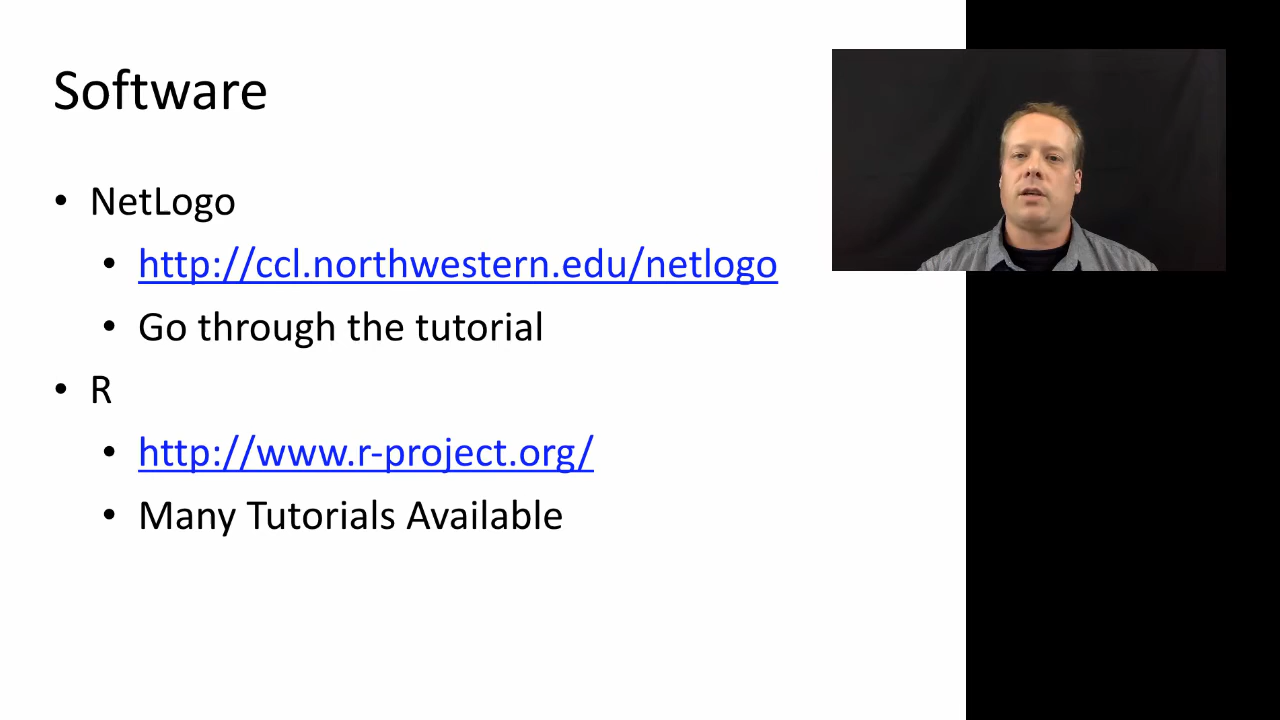 Software
• NetLogo
• http://ccl.northwestern.edu/netlogo
• Go through the tutorial
• R
• http://www.r-project.org/
• Many Tutorials Available